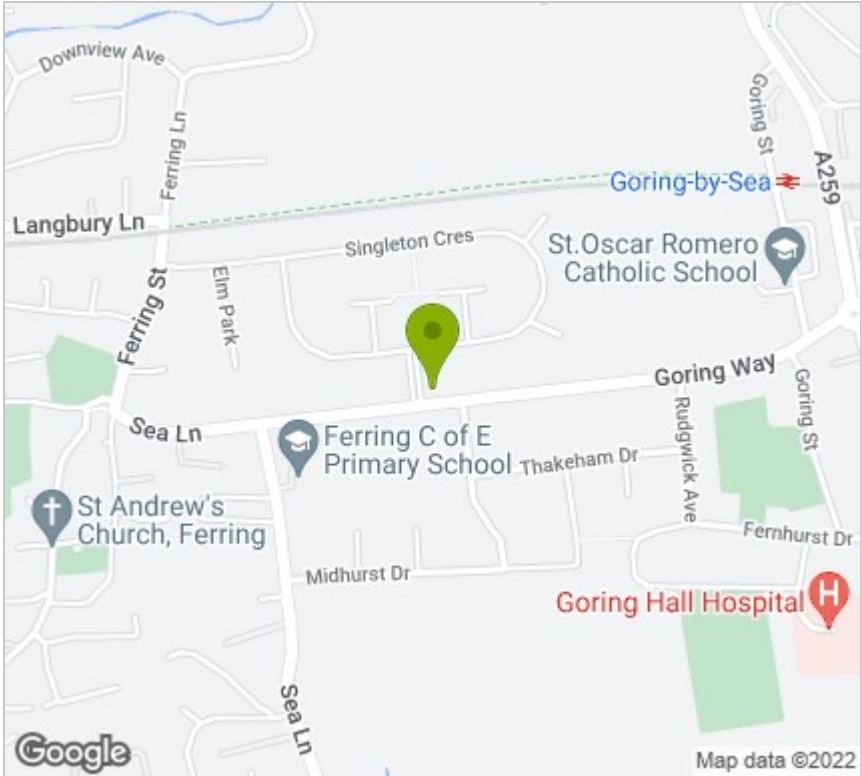 Downview Ave
Ferring Ln
Goring St
A259
Goring-by-Sea
Langbury Ln
Singleton Cres
St.Oscar Romero
Catholic School
Elm Park
Ferring St
Goring Way
Sea Ln
Ferring C of E
Primary School
Rudgwick Ave
Goring St
Thakeham Dr
St Andrew's
Church, Ferring
Fernhurst Dr
Midhurst Dr
Goring Hall Hospital
H
Sea Ln
Google
Map data ©2022